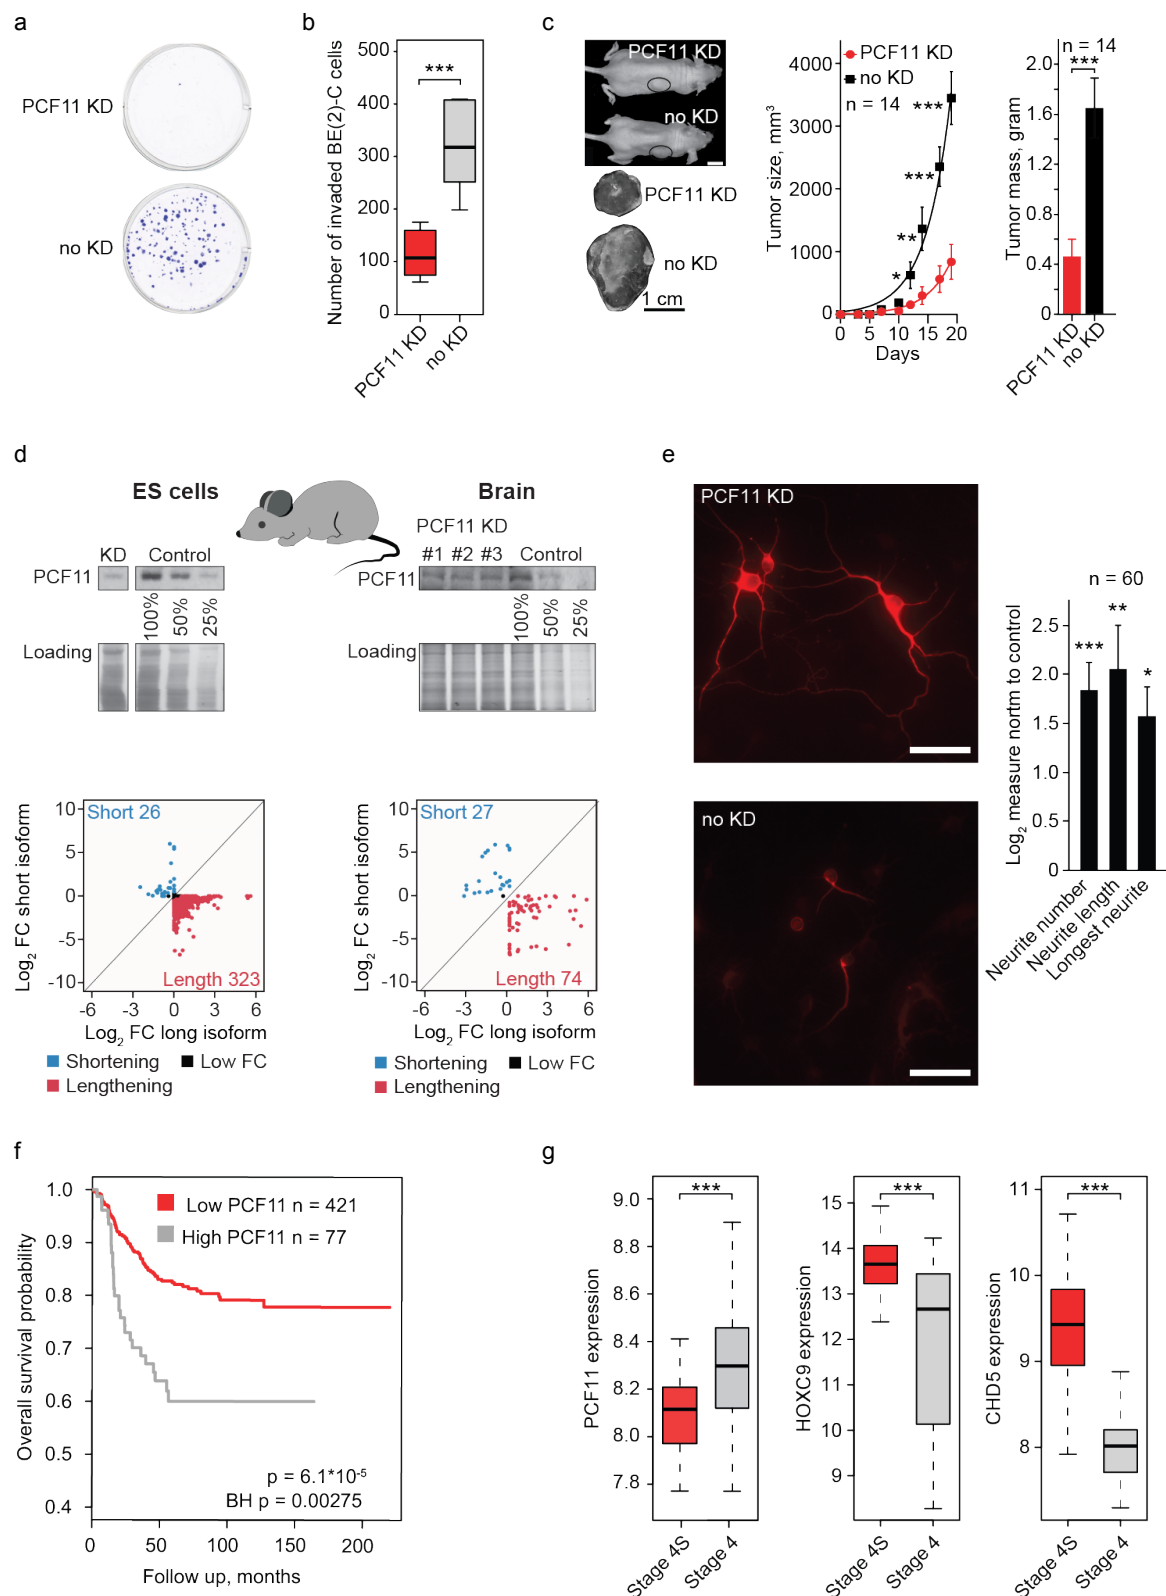 a
PCF11 KD
no KD
b
Number of invaded BE(2)-C cells
500
400
300
200
100
0
***
PCF11 KD
no KD
c
PCF11 KD
no KD
PCF11 KD
no KD
1 cm
Tumor size, mm³
4000
3000
2000
1000
0
PCF11 KD
no KD
n = 14
***
***
**
*
0 5 10 15 20
Days
Tumor mass, gram
2.0
1.6
1.2
0.8
0.4
0
n = 14
***
PCF11 KD
no KD
d
ES cells
Brain
PCF11 KD
KD Control
#1 #2 #3 Control
PCF11
PCF11
100% 50% 25%
100% 50% 25%
Loading
Loading
Log₂ FC short isoform
10
5
0
-5
-10
Short 26
Length 323
-6 -3 0 3 6
Log₂ FC long isoform
Shortening
Low FC
Lengthening
Log₂ FC short isoform
10
5
0
-5
-10
Short 27
Length 74
-6 -3 0 3 6
Log₂ FC long isoform
Shortening
Low FC
Lengthening
e
PCF11 KD
no KD
n = 60
Log₂ measure nortm to control
2.5
2.0
1.5
1.0
0.5
0
***
**
*
Neurite number
Neurite length
Longest neurite
f
Overall survival probability
1.0
0.9
0.8
0.7
0.6
0.5
0.4
Low PCF11 n = 421
High PCF11 n = 77
p = 6.1*10⁻⁵
BH p = 0.00275
0 50 100 150 200
Follow up, months
g
PCF11 expression
9.0
8.8
8.6
8.4
8.2
8.0
7.8
***
Stage 4S
Stage 4
HOXC9 expression
15
14
13
12
11
10
9
***
Stage 4S
Stage 4
CHD5 expression
11
10
9
8
***
Stage 4S
Stage 4